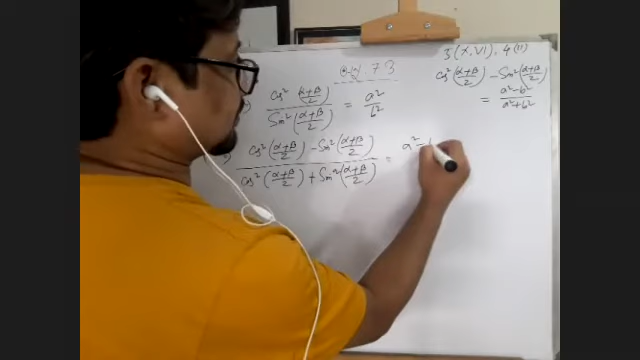 3(X, VI), 4(II)
73
cos² (α+β/2) / Sin² (α+β/2) = a²/b²
cos²(α+β/2) - Sin²(α+β/2) = a²-b²/a²+b²
cos²(α+β/2) - Sin²(α+β/2) / cos²(α+β/2) + Sin²(α+β/2) = a²-